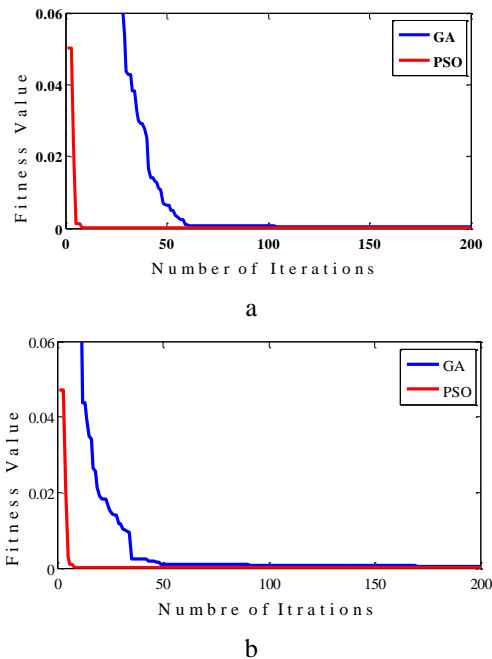 0.06
GA
PSO
0.04
0.02
0
Fitness Value
0 50 100 150 200
Number of Iterations
a
0.06
GA
PSO
0.04
0.02
0
Fitness Value
0 50 100 150 200
Numbre of Itrations
b